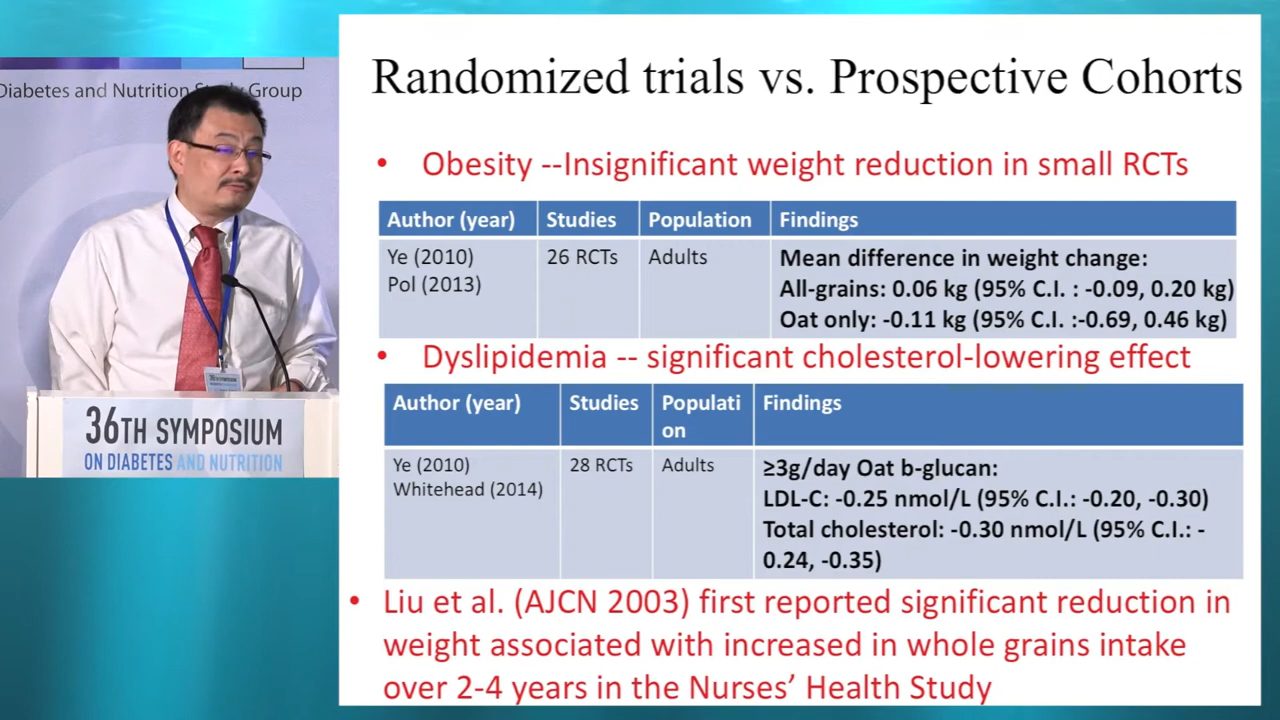 Diabetes and Nutrition Study Group
36TH SYMPOSIUM
ON DIABETES AND NUTRITION
Randomized trials vs. Prospective Cohorts
• Obesity --Insignificant weight reduction in small RCTs
Author (year) Studies Population Findings
Ye (2010) 26 RCTs Adults Mean difference in weight change:
Pol (2013) All-grains: 0.06 kg (95% C.I. : -0.09, 0.20 kg)
Oat only: -0.11 kg (95% C.I. :-0.69, 0.46 kg)
• Dyslipidemia -- significant cholesterol-lowering effect
Author (year) Studies Populati Findings
on
Ye (2010) 28 RCTs Adults ≥3g/day Oat b-glucan:
Whitehead (2014) LDL-C: -0.25 nmol/L (95% C.I.: -0.20, -0.30)
Total cholesterol: -0.30 nmol/L (95% C.I.: -
0.24, -0.35)
• Liu et al. (AJCN 2003) first reported significant reduction in
weight associated with increased in whole grains intake
over 2-4 years in the Nurses’ Health Study